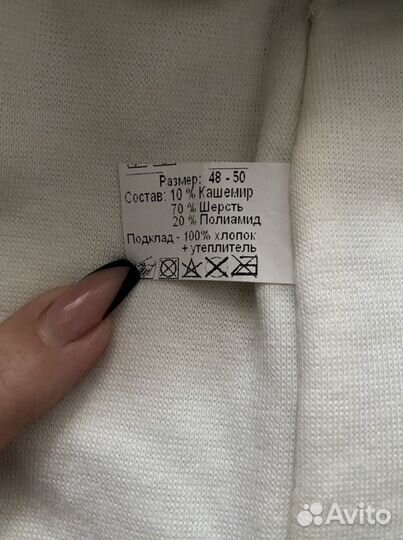 Размер: 48 - 50
Состав: 10 % Кашемир
70 % Шерсть
20 % Полиамид
Подклад - 100% хлопок
+ утеплитель
Avito